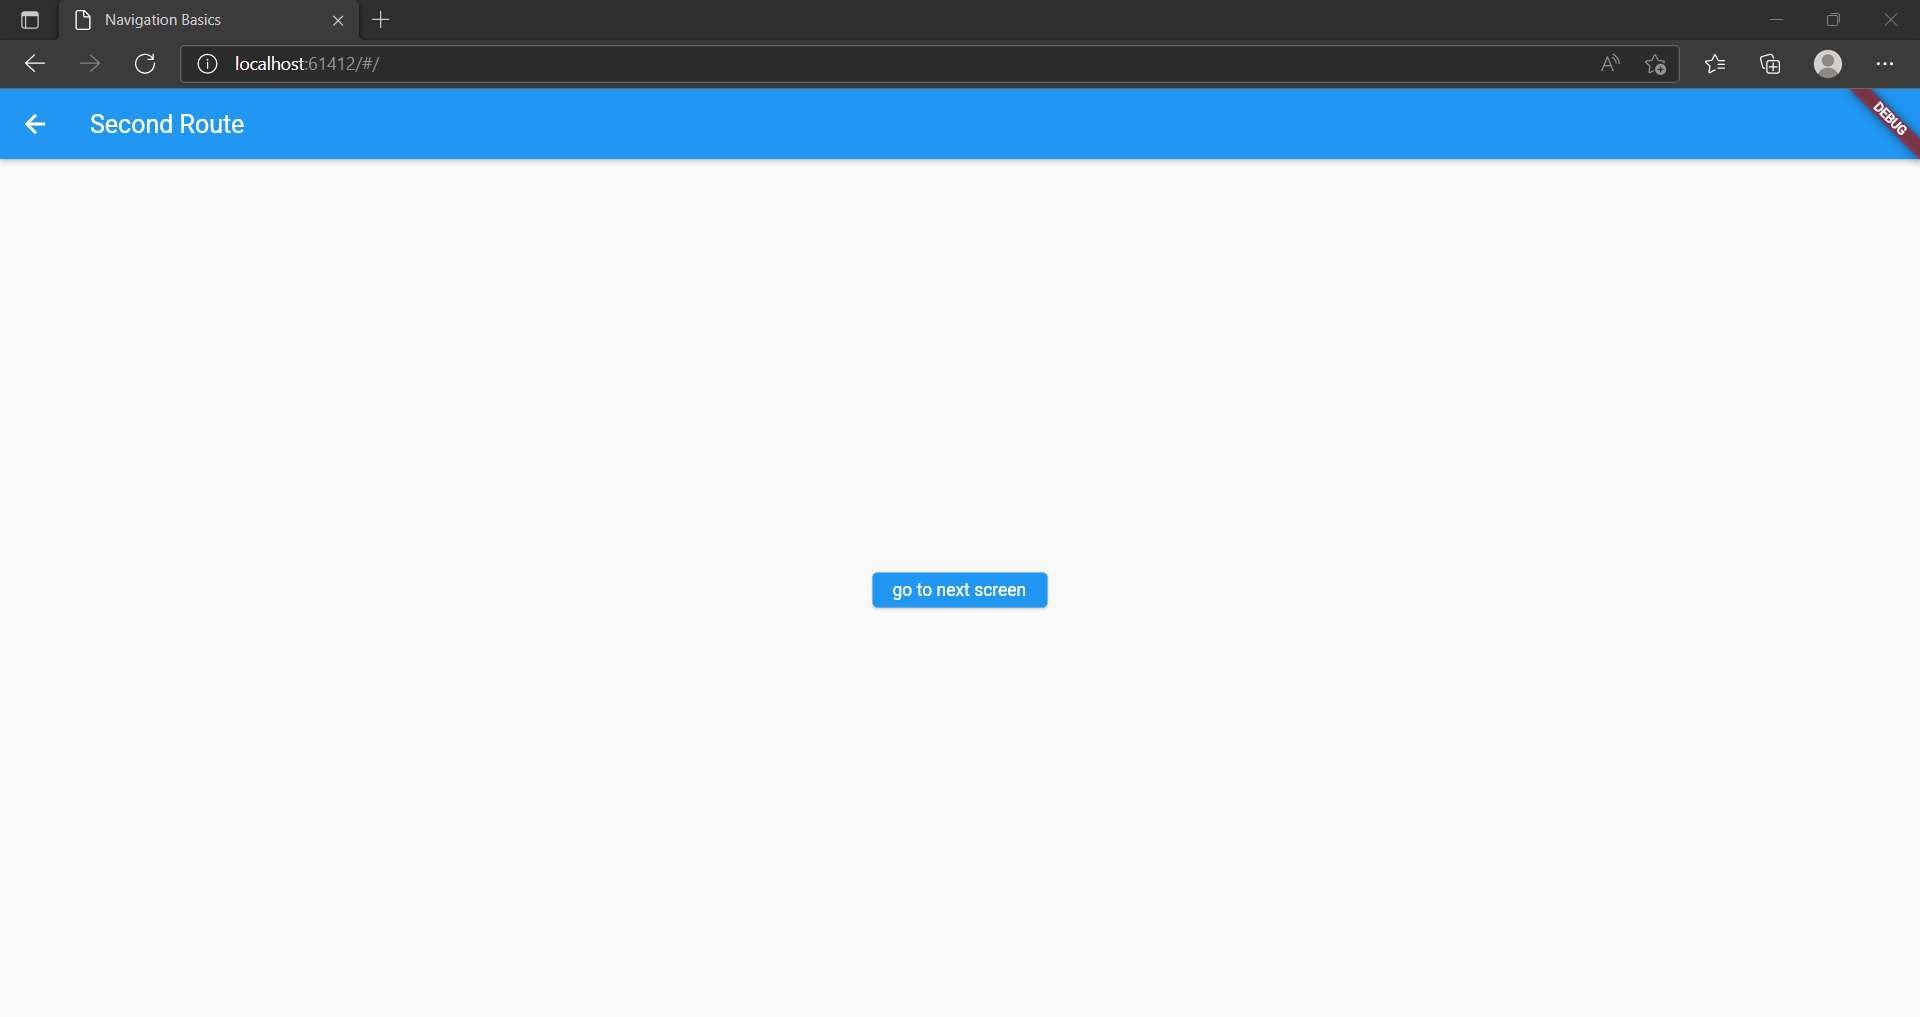 Navigation Basics
localhost:61412/#/
Second Route
DEBUG
go to next screen